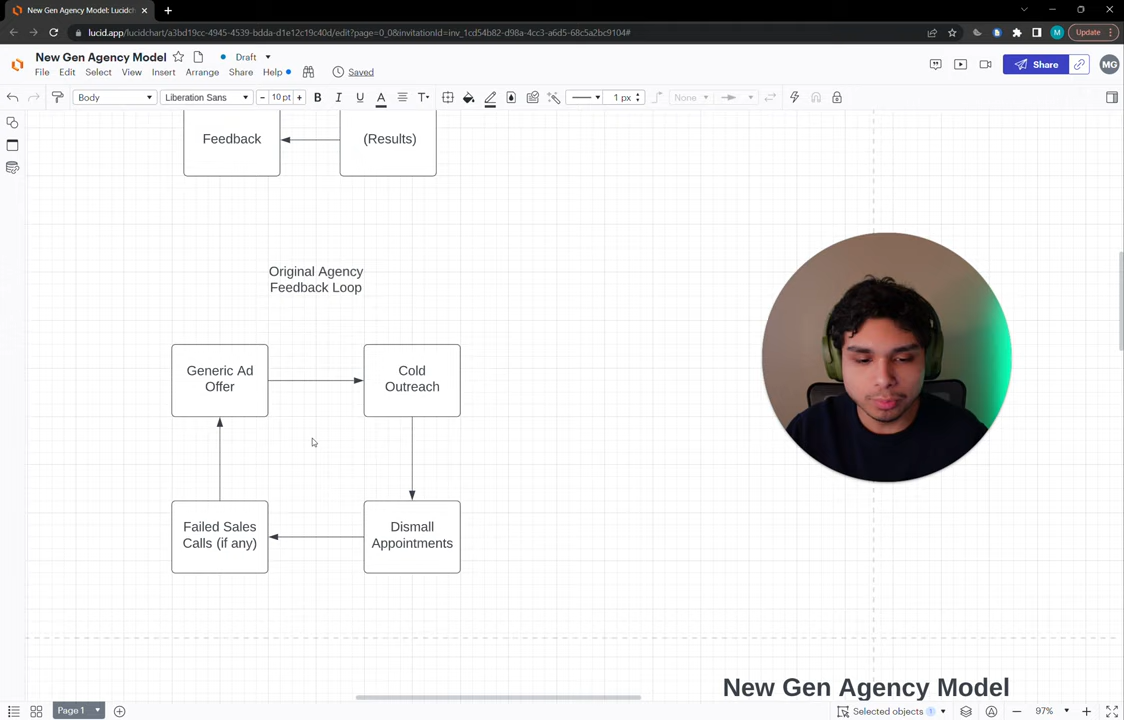 New Gen Agency Model: Lucidch
lucid.app/lucidchart/a3bd19cc-4945-4539-bdda-d1e12c19c40d/edit?page=0_0&invitationId=inv_1cd54b82-d98a-4cc3-a6d5-68c5a2bc9104#
M
Update
New Gen Agency Model
Draft
File Edit Select View Insert Arrange Share Help
Saved
Share
MG
Body
Liberation Sans
10 pt
B I U A T
1 px
None
Feedback
(Results)
Original Agency
Feedback Loop
Generic Ad
Offer
Cold
Outreach
Failed Sales
Calls (if any)
Dismall
Appointments
New Gen Agency Model
Page 1
Selected objects 1
97%